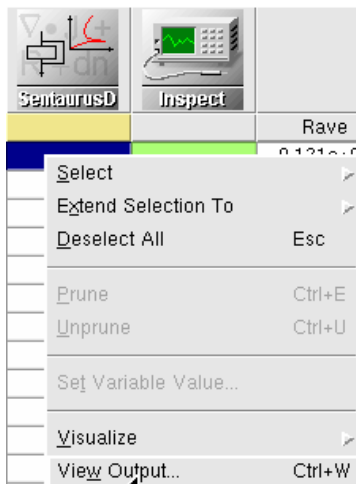 SentaurusD Inspect
Rave
Select
Extend Selection To
Deselect All Esc
Prune Ctrl+E
Unprune Ctrl+U
Set Variable Value...
Visualize
View Output... Ctrl+W